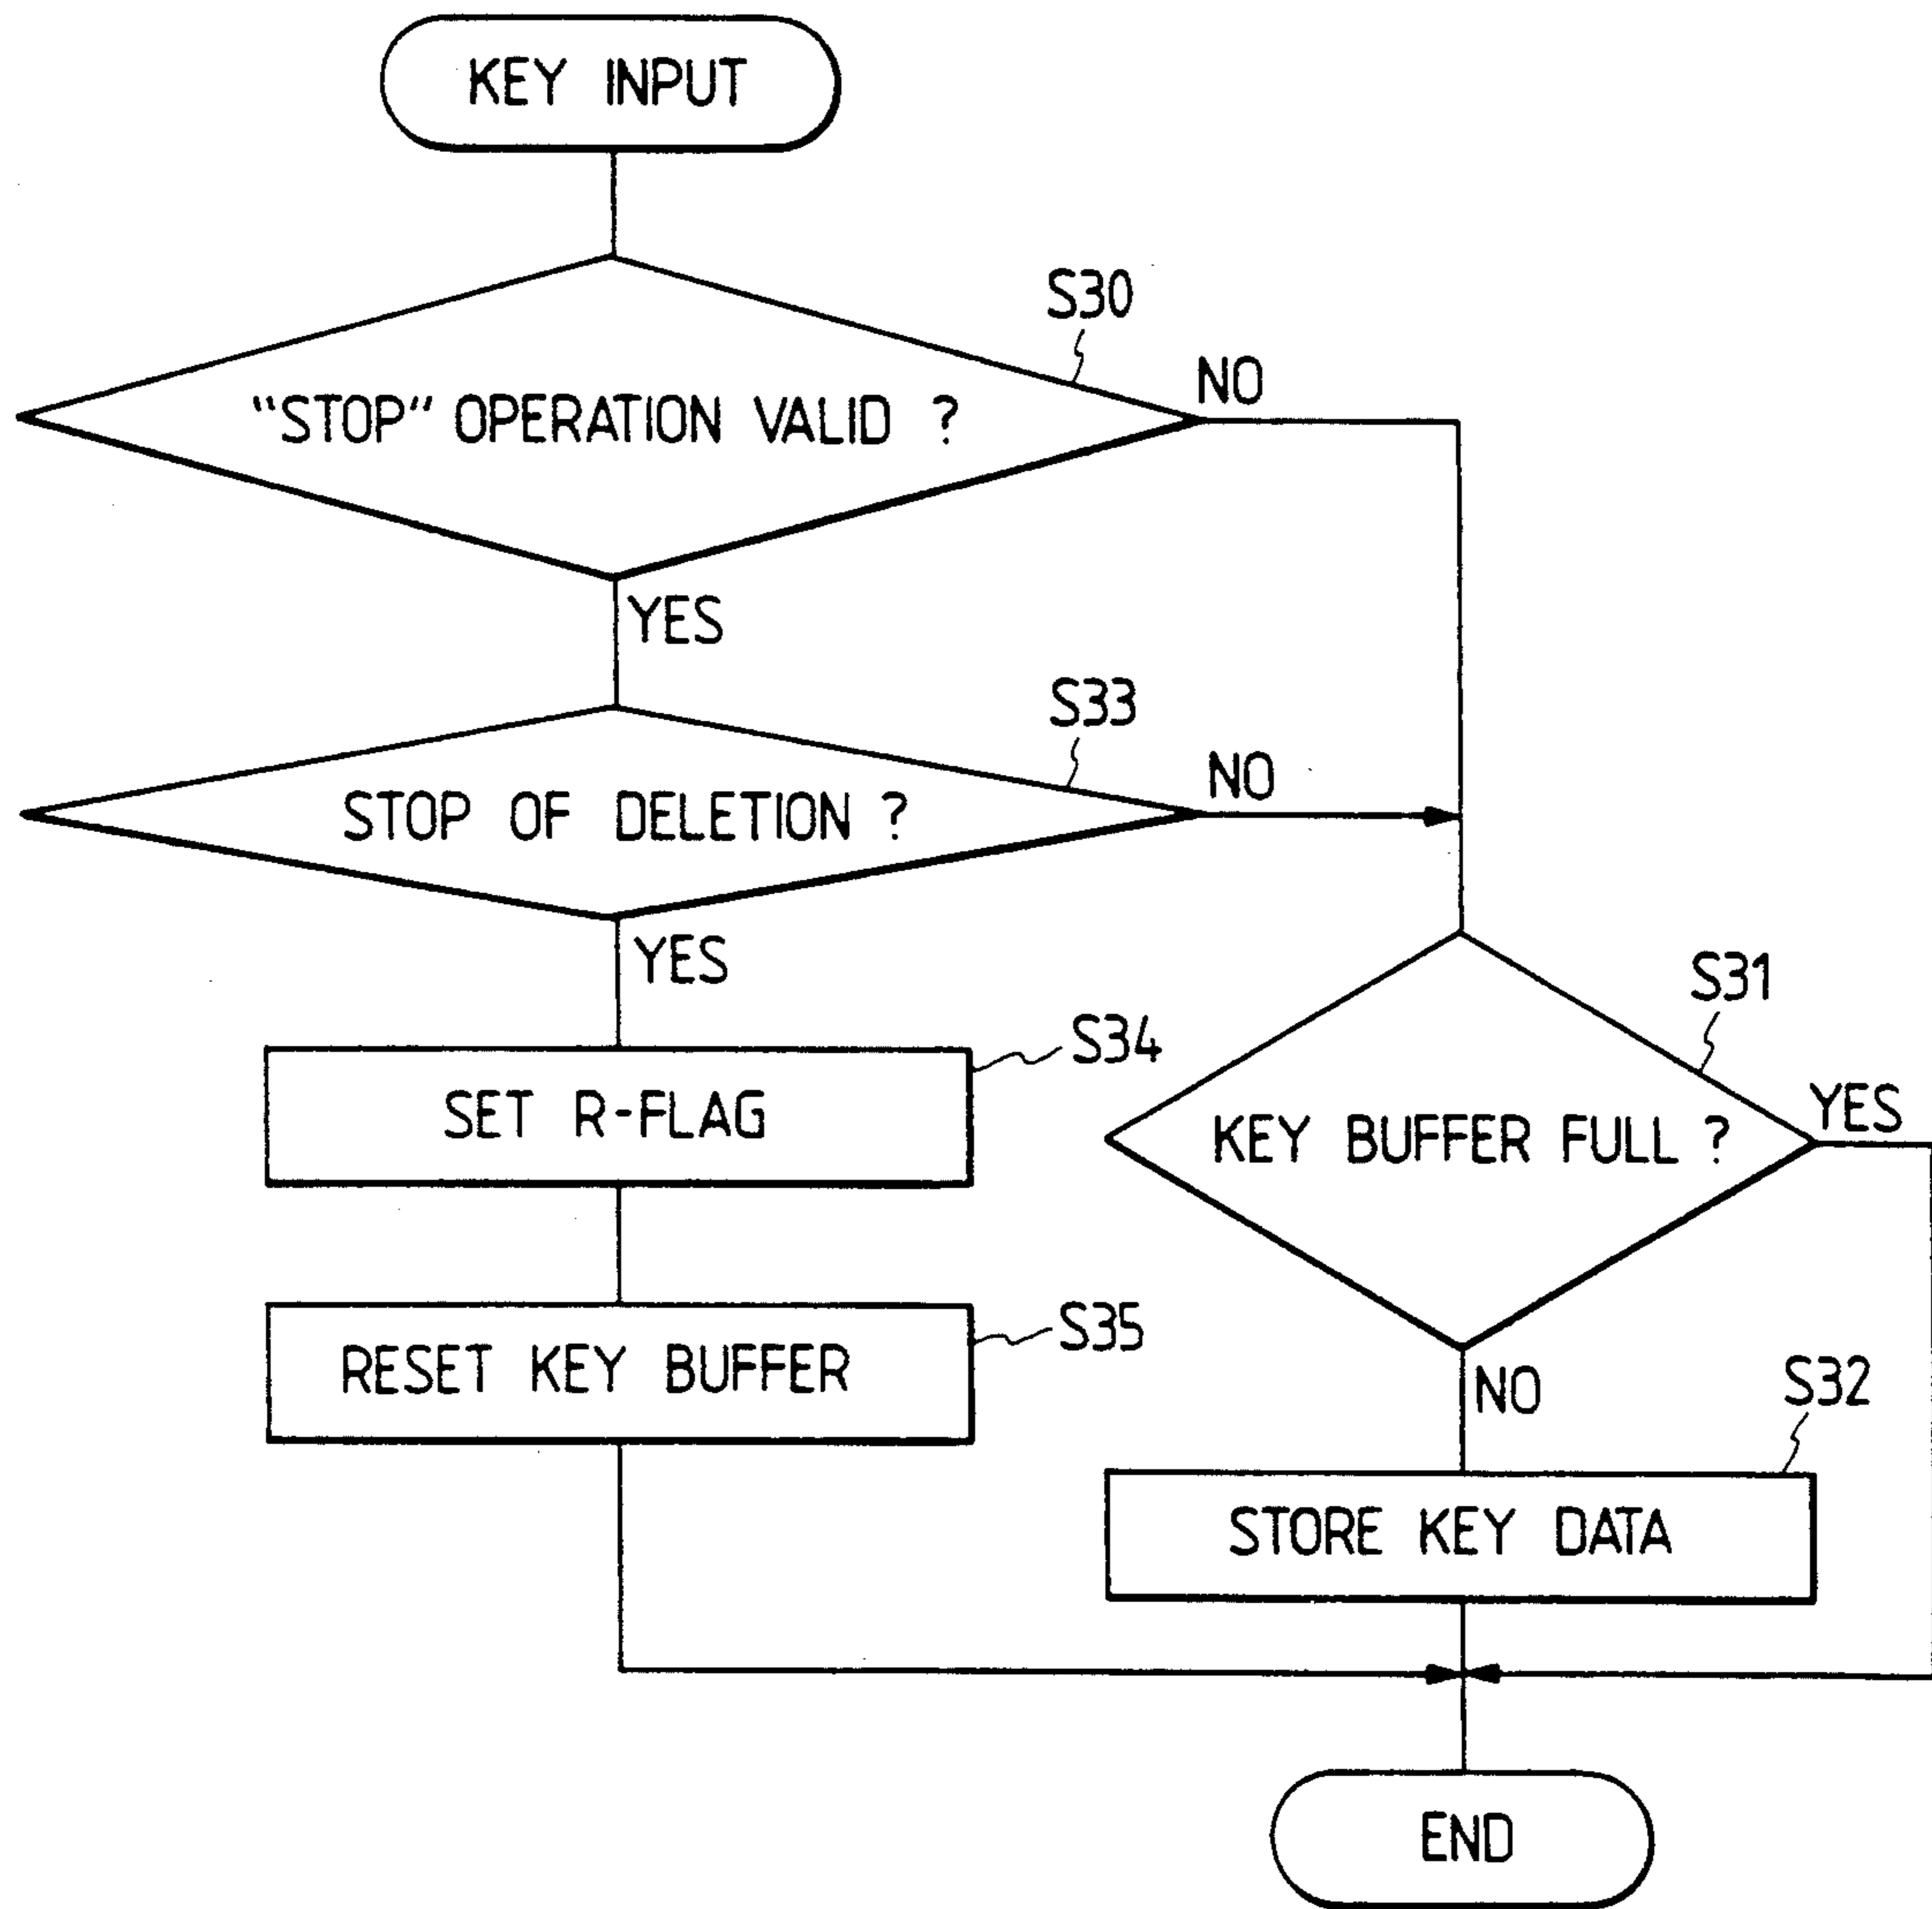 KEY INPUT
S30
"STOP" OPERATION VALID ?
NO
YES
S33
STOP OF DELETION ?
NO
YES
S34
SET R-FLAG
S31
KEY BUFFER FULL ?
YES
S35
RESET KEY BUFFER
NO
S32
STORE KEY DATA
END